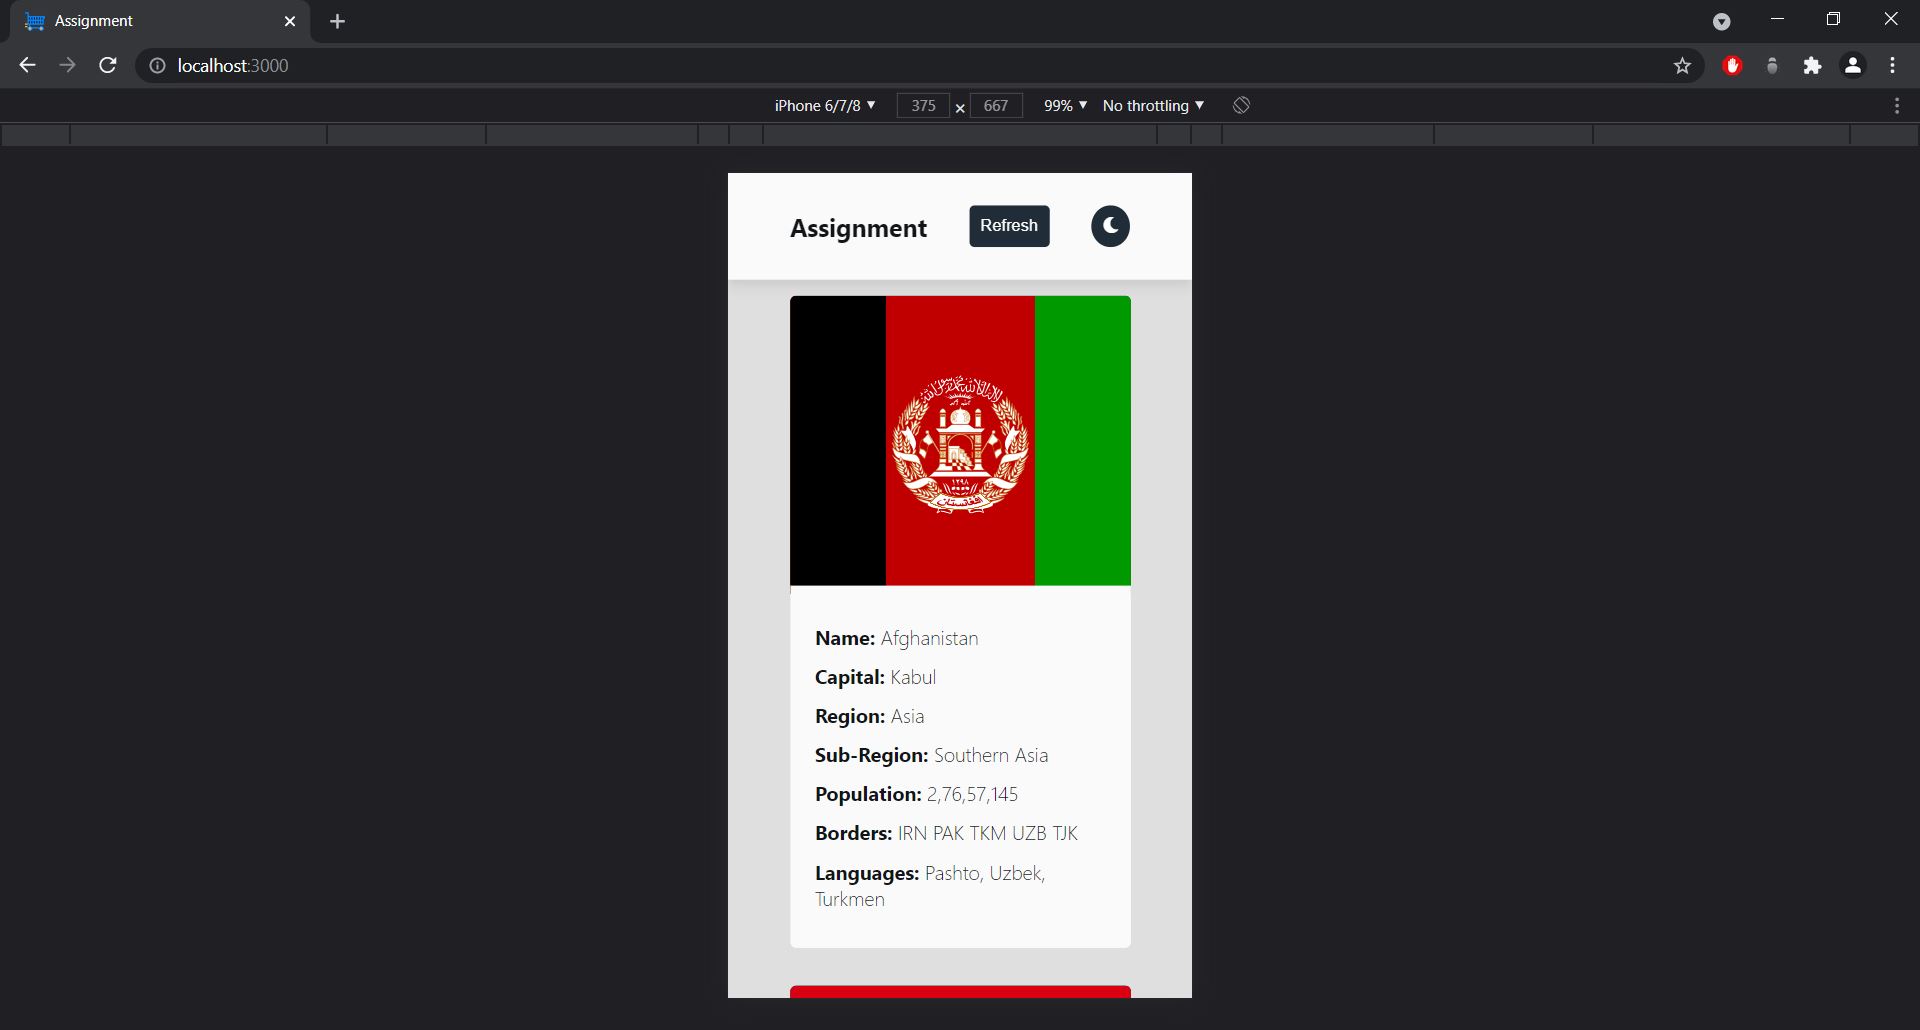 Assignment
localhost:3000
iPhone 6/7/8 375 × 667 99% No throttling
Assignment Refresh
١٢٩٨
Name: Afghanistan
Capital: Kabul
Region: Asia
Sub-Region: Southern Asia
Population: 2,76,57,145
Borders: IRN PAK TKM UZB TJK
Languages: Pashto, Uzbek,
Turkmen